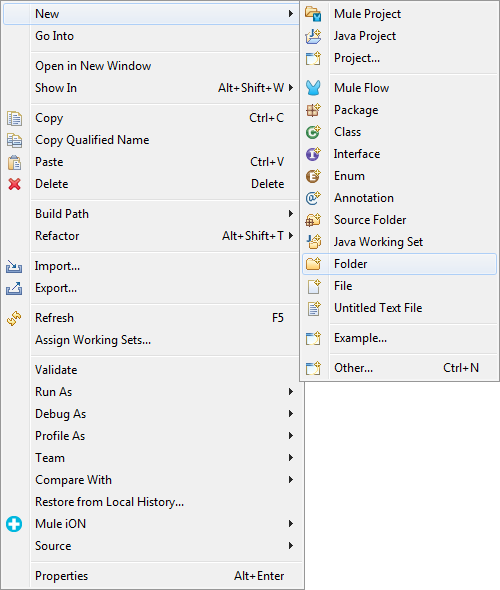 New
Go Into
Open in New Window
Show In Alt+Shift+W
Copy Ctrl+C
Copy Qualified Name
Paste Ctrl+V
Delete Delete
Build Path
Refactor Alt+Shift+T
Import...
Export...
Refresh F5
Assign Working Sets...
Validate
Run As
Debug As
Profile As
Team
Compare With
Restore from Local History...
Mule iON
Source
Properties Alt+Enter
Mule Project
Java Project
Project...
Mule Flow
Package
Class
Interface
Enum
Annotation
Source Folder
Java Working Set
Folder
File
Untitled Text File
Example...
Other... Ctrl+N